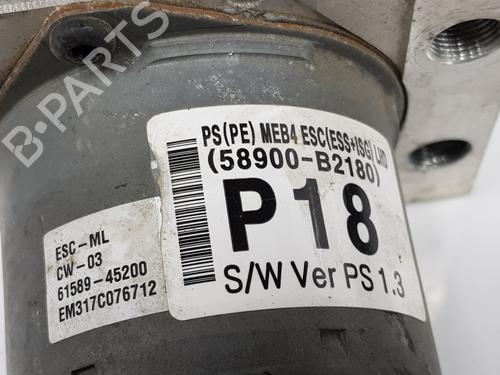 PS(PE) MEB4 ESC(ESS+ISG) LHD
(58900-B2180)
P18
S/W Ver PS 1.3
ESC-ML
CW-03
61589-45200
EM317C076712
B-PARTS